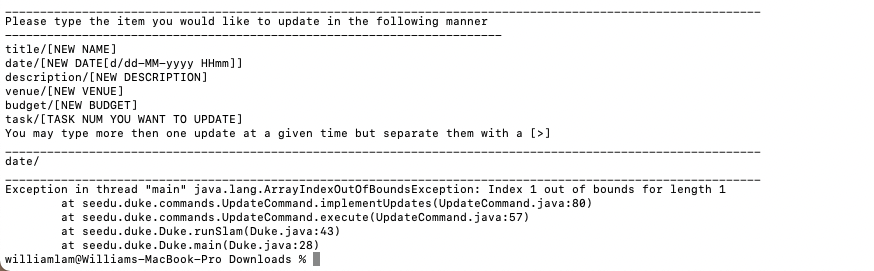 Please type the item you would like to update in the following manner
title/[NEW NAME]
date/[NEW DATE[d/dd-MM-yyyy HHmm]]
description/[NEW DESCRIPTION]
venue/[NEW VENUE]
budget/[NEW BUDGET]
task/[TASK NUM YOU WANT TO UPDATE]
You may type more then one update at a given time but separate them with a [>]
date/
Exception in thread "main" java.lang.ArrayIndexOutOfBoundsException: Index 1 out of bounds for length 1
at seedu.duke.commands.UpdateCommand.implementUpdates(UpdateCommand.java:80)
at seedu.duke.commands.UpdateCommand.execute(UpdateCommand.java:57)
at seedu.duke.Duke.runSlam(Duke.java:43)
at seedu.duke.Duke.main(Duke.java:28)
williamlam@Williams-MacBook-Pro Downloads %